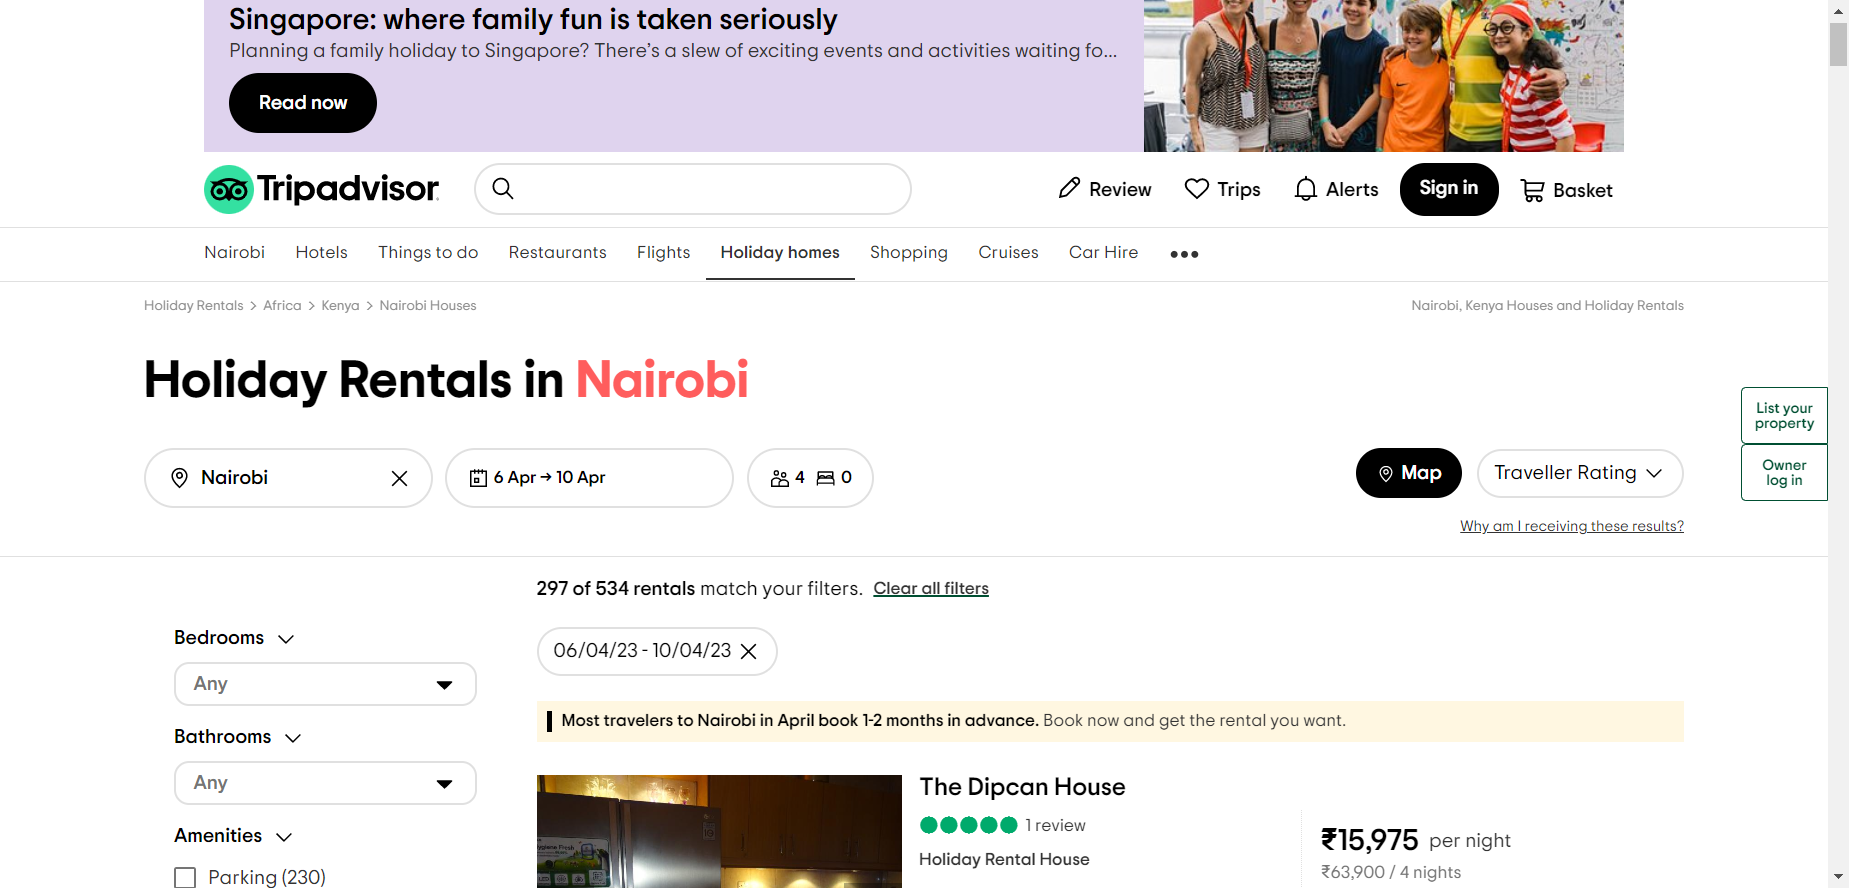 Singapore: where family fun is taken seriously
Planning a family holiday to Singapore? There's a slew of exciting events and activities waiting fo...
Read now
Tripadvisor
Review
Trips
Alerts
Sign in
Basket
Nairobi
Hotels
Things to do
Restaurants
Flights
Holiday homes
Shopping
Cruises
Car Hire
Holiday Rentals > Africa > Kenya > Nairobi Houses
Nairobi, Kenya Houses and Holiday Rentals
Holiday Rentals in Nairobi
List your
property
Owner
log in
Nairobi
6 Apr → 10 Apr
4 0
Map
Traveller Rating
Why am I receiving these results?
297 of 534 rentals match your filters. Clear all filters
Bedrooms
Any
Bathrooms
Any
Amenities
Parking (230)
06/04/23 - 10/04/23
Most travelers to Nairobi in April book 1-2 months in advance. Book now and get the rental you want.
The Dipcan House
1 review
Holiday Rental House
₹15,975 per night
₹63,900 / 4 nights